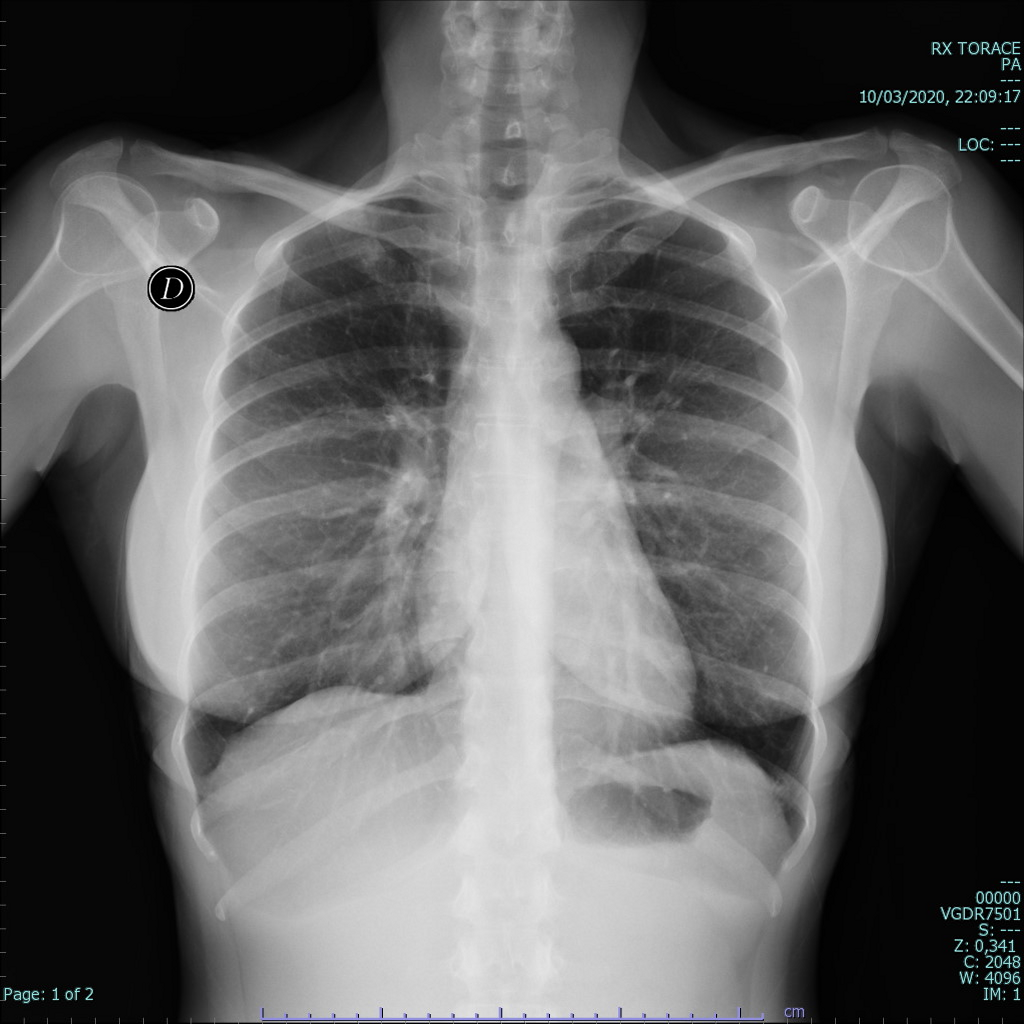 RX TORACE
PA
---
10/03/2020, 22:09:17
---
LOC: ---
---
D
---
00000
VGDR7501
S: ---
Z: 0,341
C: 2048
W: 4096
IM: 1
Page: 1 of 2
cm